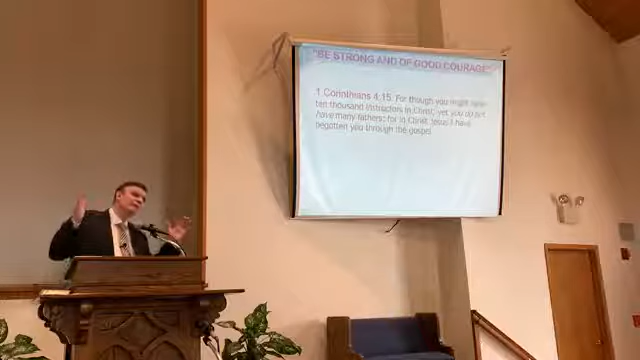 "BE STRONG AND OF GOOD COURAGE"
1 Corinthians 4:15 For though you might have
ten thousand instructors in Christ, yet you do not
have many fathers; for in Christ Jesus I have
begotten you through the gospel.